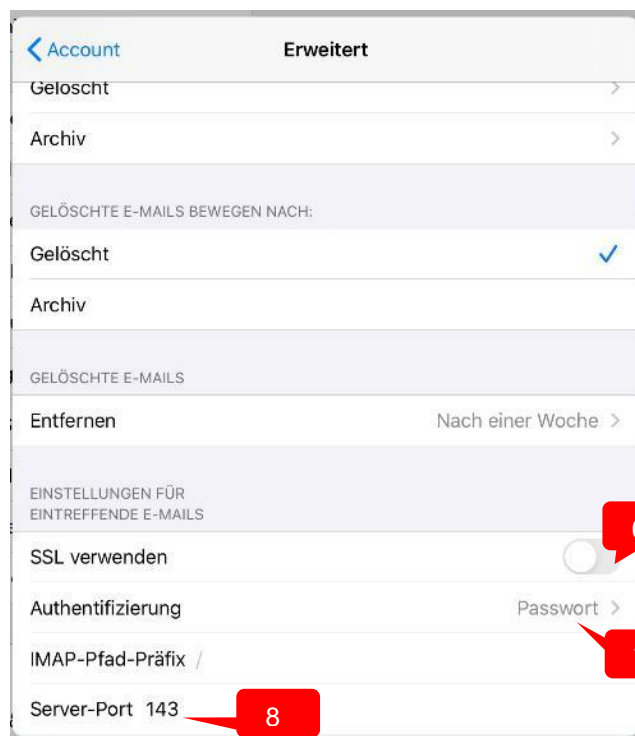 Account
Erweitert
Gelöscht
Archiv
GELÖSCHTE E-MAILS BEWEGEN NACH:
Gelöscht
Archiv
GELÖSCHTE E-MAILS
Entfernen Nach einer Woche
EINSTELLUNGEN FÜR
EINTREFFENDE E-MAILS
SSL verwenden
Authentifizierung Passwort
IMAP-Pfad-Präfix /
Server-Port 143
8